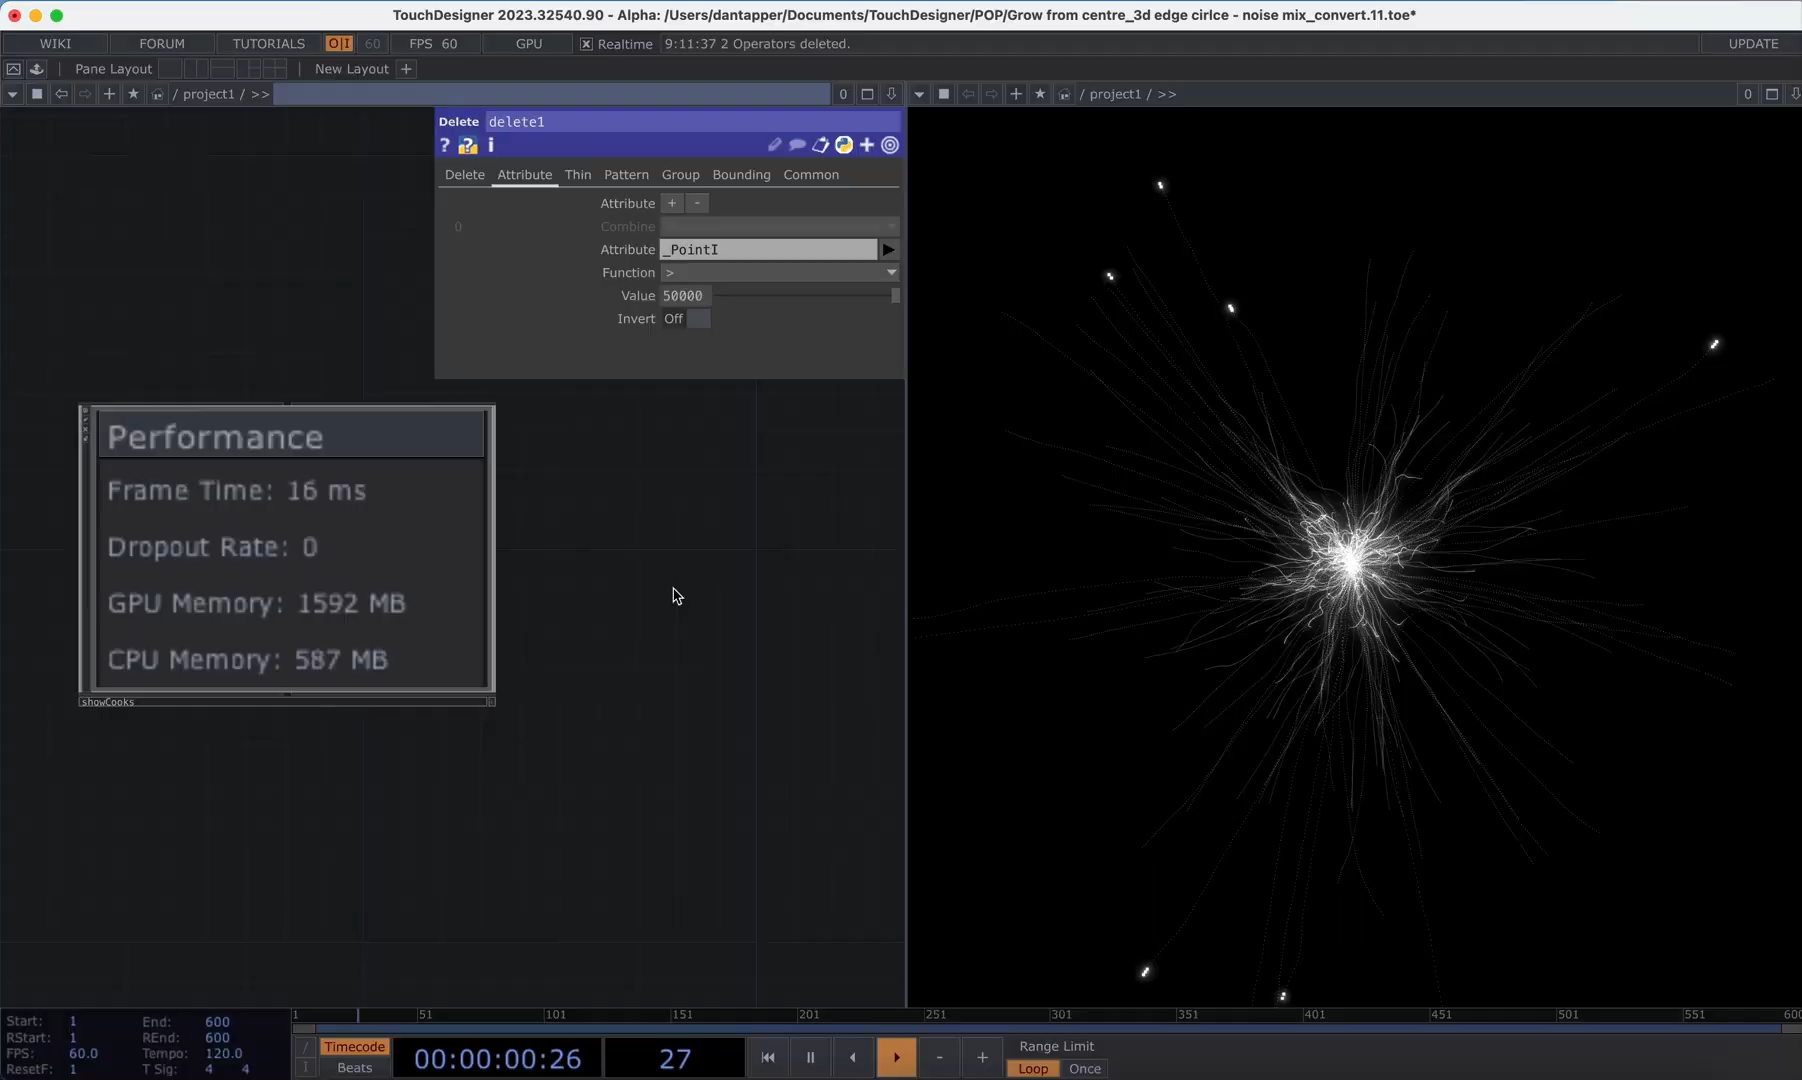 TouchDesigner 2023.32540.90 - Alpha: /Users/dantapper/Documents/TouchDesigner/POP/Grow from centre_3d edge cirlce - noise mix_convert.11.toe*
WIKI FORUM TUTORIALS O|I 60 FPS 60 GPU Realtime 9:11:37 2 Operators deleted. UPDATE
Pane Layout New Layout +
/ project1 / >> 0
/ project1 / >> 0
Delete delete1
? ? i
Delete Attribute Thin Pattern Group Bounding Common
Attribute + -
0 Combine
Attribute _PointI
Function >
Value 50000
Invert Off
Performance
Frame Time: 16 ms
Dropout Rate: 0
GPU Memory: 1592 MB
CPU Memory: 587 MB
showCooks
1 51 101 151 201 251 301 351 401 451 501 551 600
Start: 1 End: 600
RStart: 1 REnd: 600
FPS: 60.0 Tempo: 120.0
ResetF: 1 T Sig: 4 4
/ Timecode
I Beats
00:00:00:26 27
- +
Range Limit
Loop Once